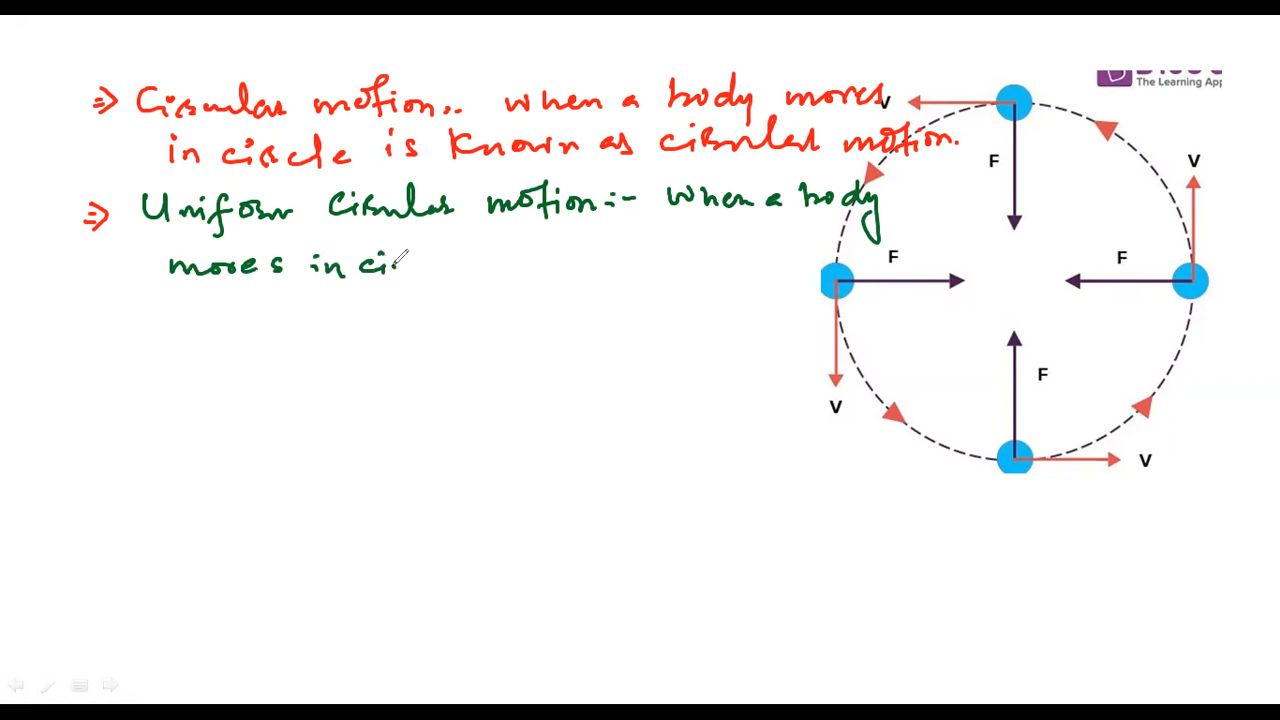 => Circular motion:. when a body moves
in circle is known as circular motion.
=> Uniform Circular motion:- when a body
moves in ci
The Learning App
V
F
V
F
F
V
F
V